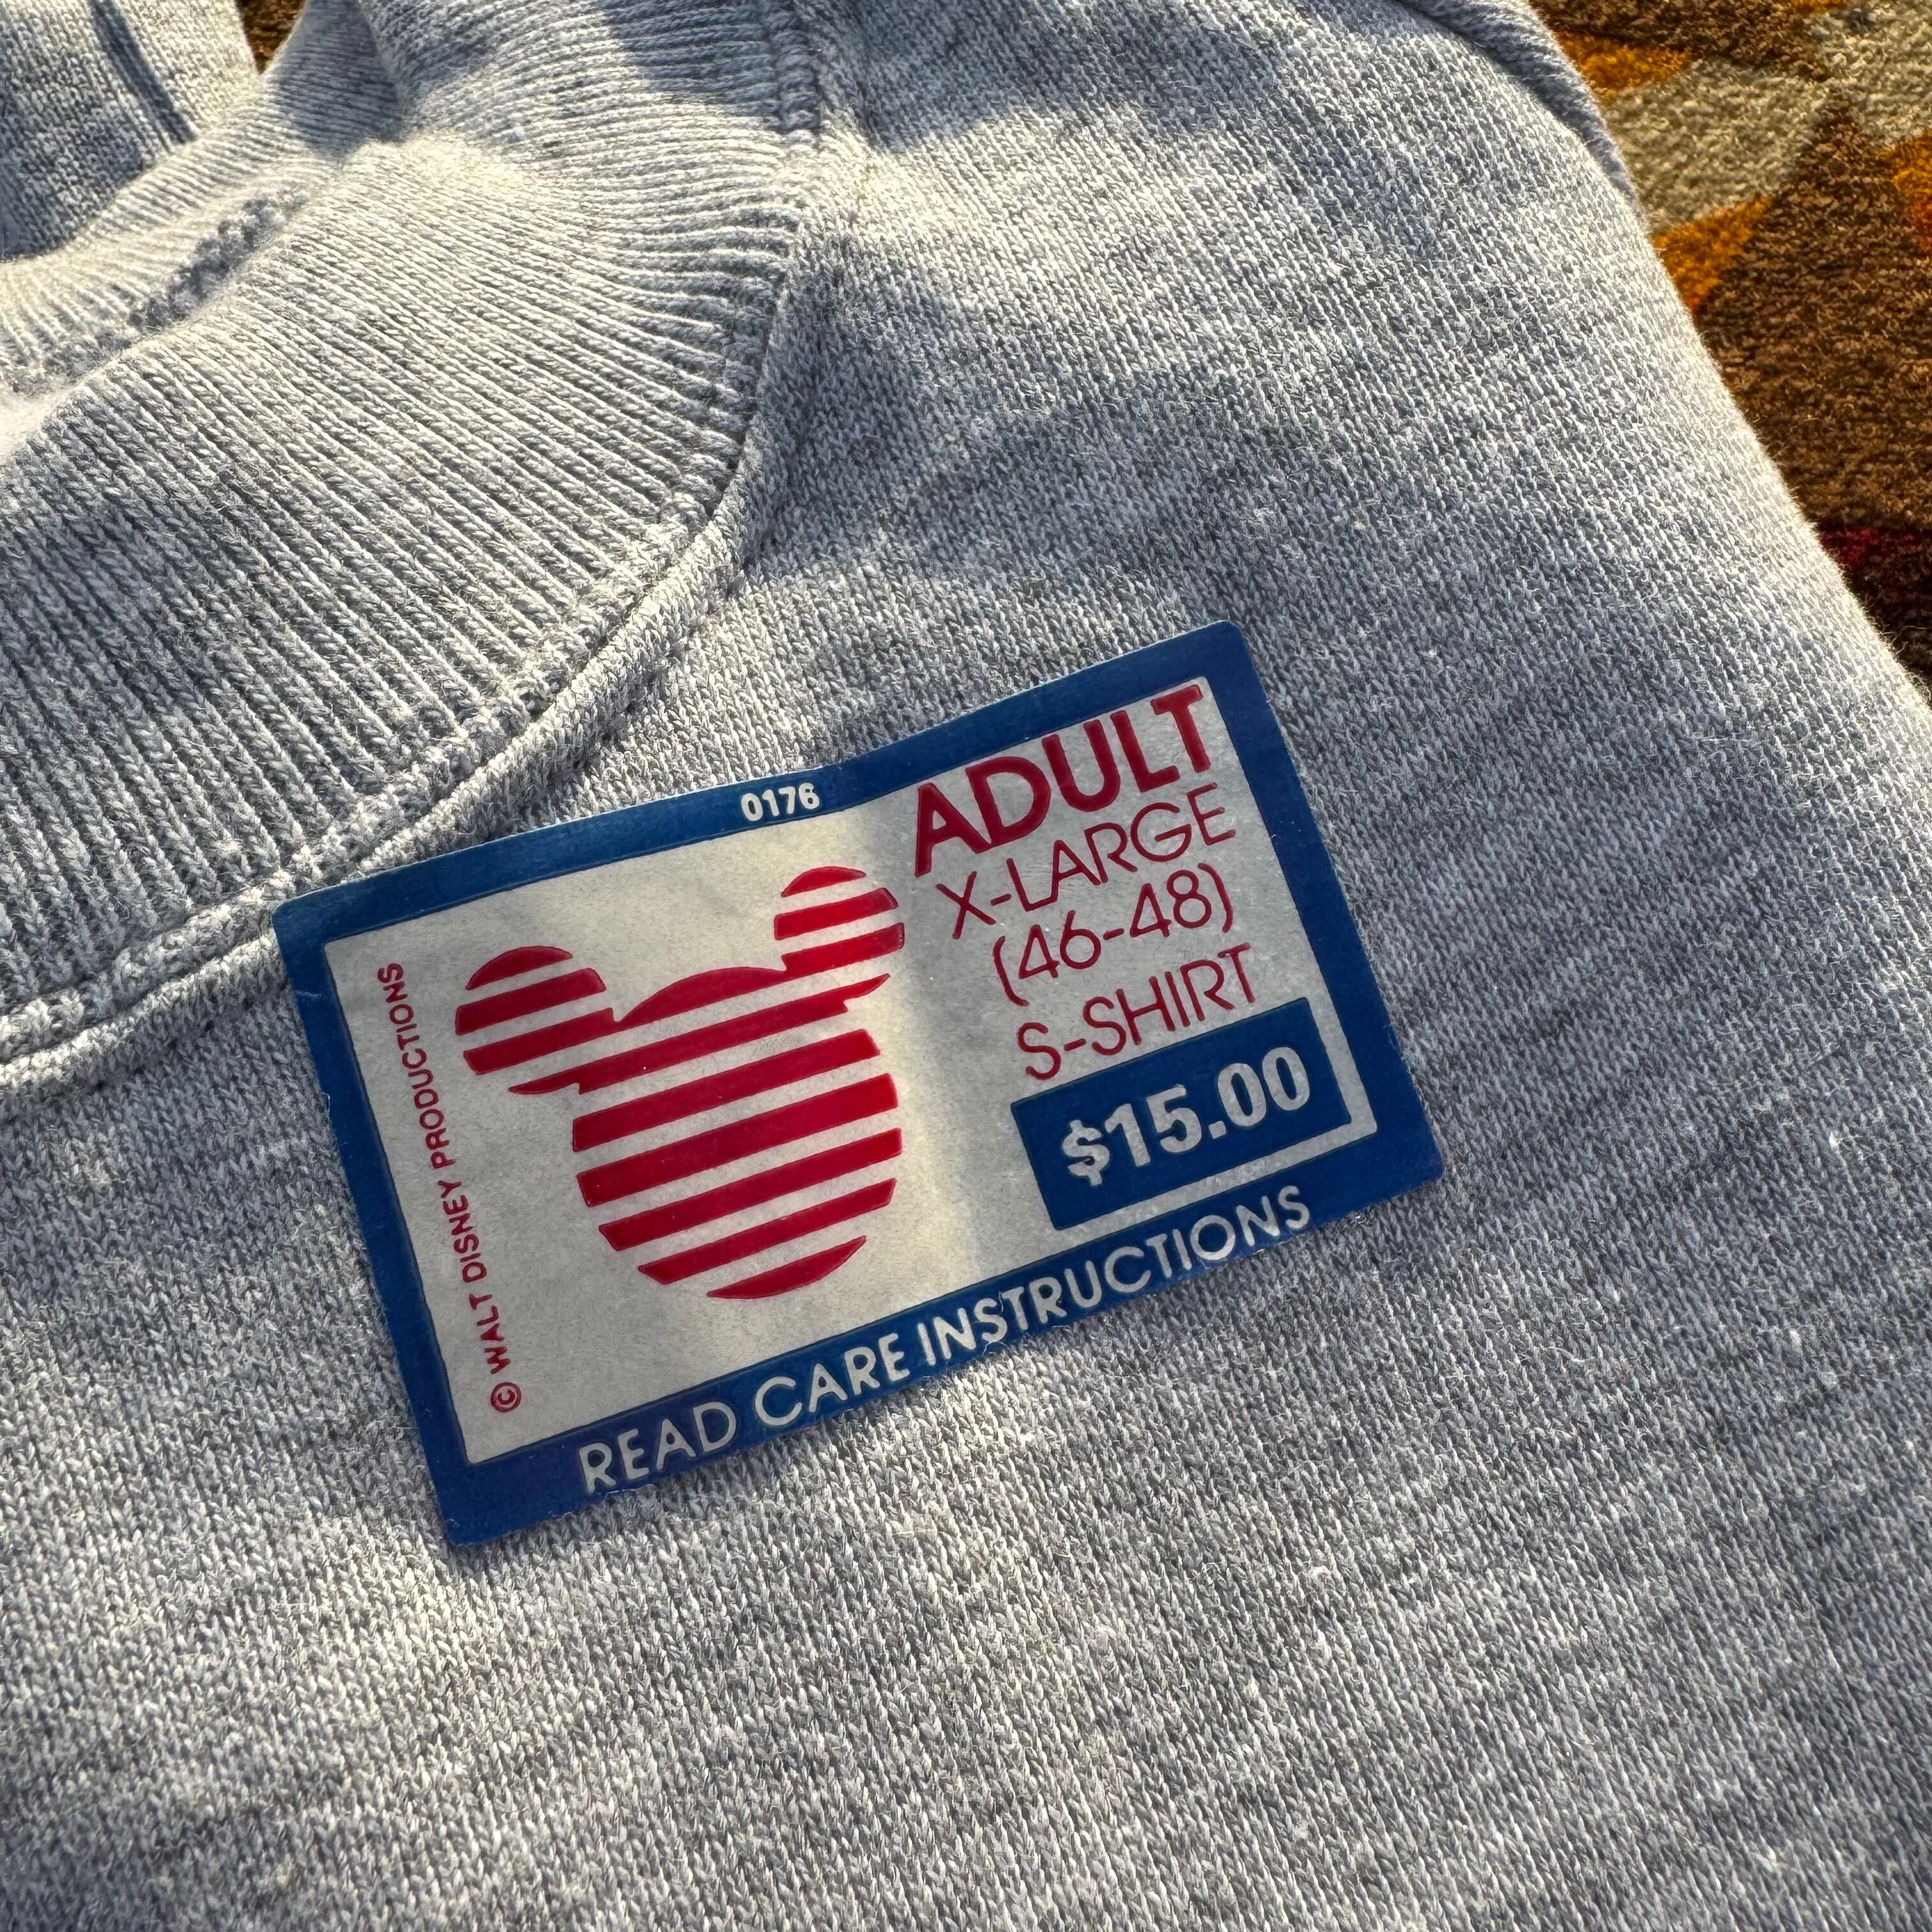 0176
© WALT DISNEY PRODUCTIONS
ADULT
X-LARGE
(46-48)
S-SHIRT
$15.00
READ CARE INSTRUCTIONS